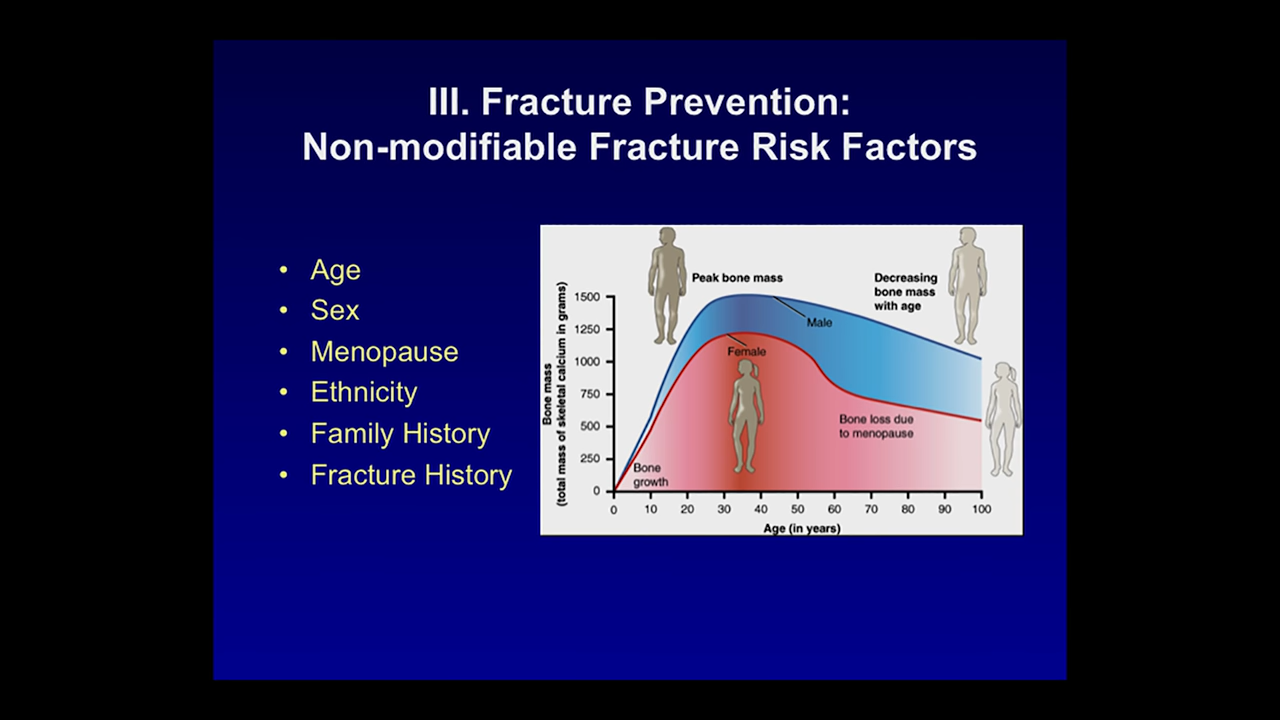 III. Fracture Prevention:
Non-modifiable Fracture Risk Factors
• Age
• Sex
• Menopause
• Ethnicity
• Family History
• Fracture History
Peak bone mass
Decreasing
bone mass
with age
Male
Female
Bone loss due
to menopause
Bone
growth
Bone mass
(total mass of skeletal calcium in grams)
1500
1250
1000
750
500
250
0
0 10 20 30 40 50 60 70 80 90 100
Age (in years)